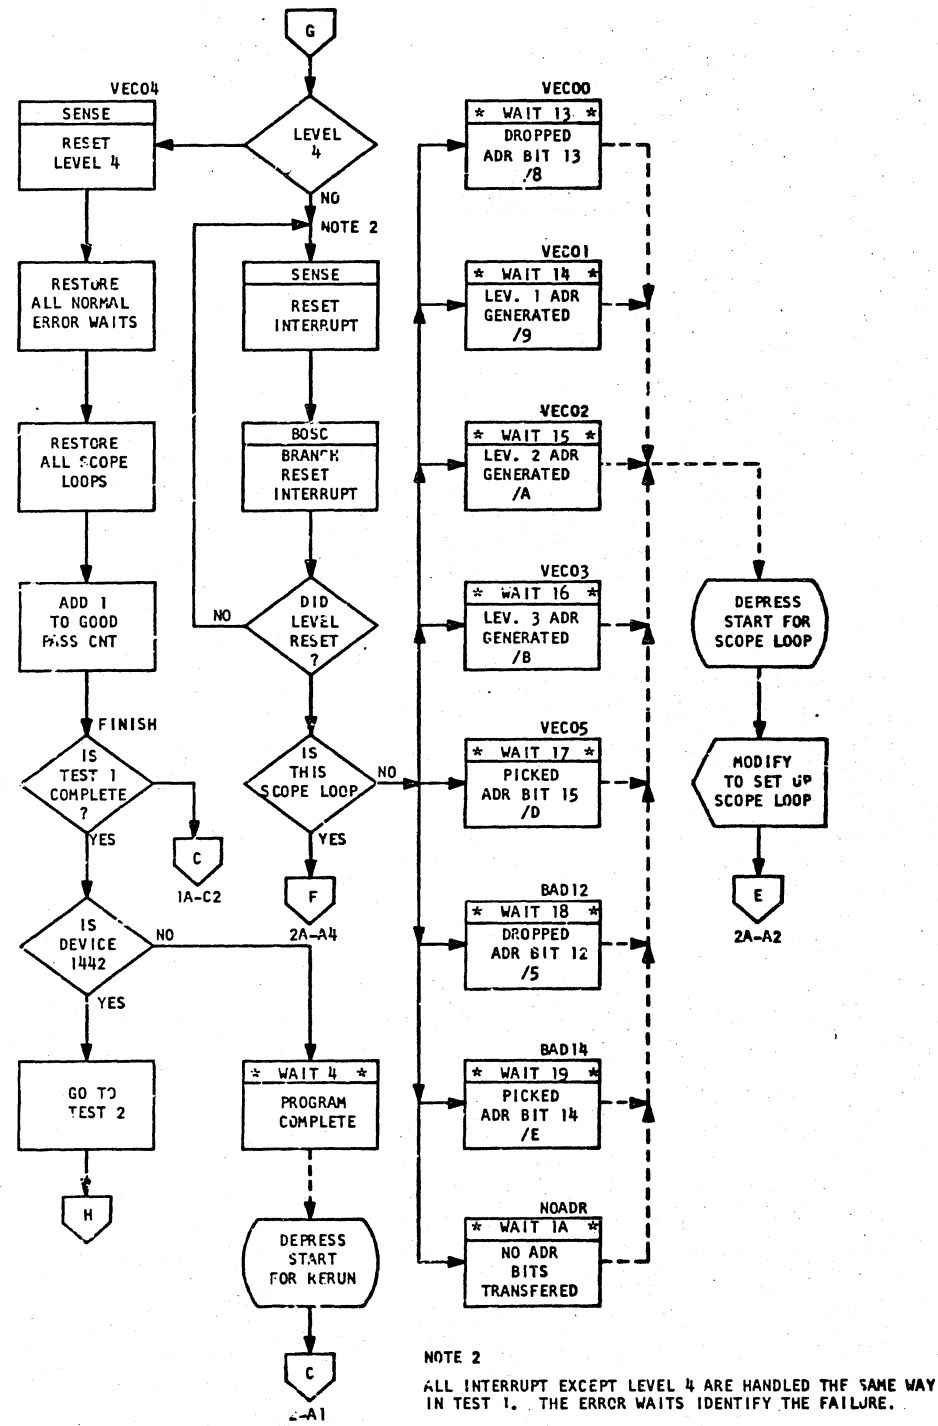 G
VEC04
SENSE
RESET
LEVEL 4
LEVEL
4
NO
NOTE 2
RESTORE
ALL NORMAL
ERROR WAITS
SENSE
RESET
INTERRUPT
RESTORE
ALL SCOPE
LOOPS
BOSC
BRANCH
RESET
INTERRUPT
ADD 1
TO GOOD
PASS CNT
NO
DID
LEVEL
RESET
?
FINISH
IS
TEST 1
COMPLETE
?
YES
C
1A-C2
IS
THIS
SCOPE LOOP
NO
YES
F
2A-A4
IS
DEVICE
1442
NO
YES
GO TO
TEST 2
H
* WAIT 4 *
PROGRAM
COMPLETE
DEPRESS
START
FOR RERUN
C
-A1
VEC00
* WAIT 13 *
DROPPED
ADR BIT 13
/8
VEC01
* WAIT 14 *
LEV. 1 ADR
GENERATED
/9
VEC02
* WAIT 15 *
LEV. 2 ADR
GENERATED
/A
VEC03
* WAIT 16 *
LEV. 3 ADR
GENERATED
/B
VEC05
* WAIT 17 *
PICKED
ADR BIT 15
/D
BAD12
* WAIT 18 *
DROPPED
ADR BIT 12
/5
BAD14
* WAIT 19 *
PICKED
ADR BIT 14
/E
NOADR
* WAIT 1A *
NO ADR
BITS
TRANSFERED
DEPRESS
START FOR
SCOPE LOOP
MODIFY
TO SET UP
SCOPE LOOP
E
2A-A2
NOTE 2
ALL INTERRUPT EXCEPT LEVEL 4 ARE HANDLED THE SAME WAY
IN TEST 1. THE ERROR WAITS IDENTIFY THE FAILURE.